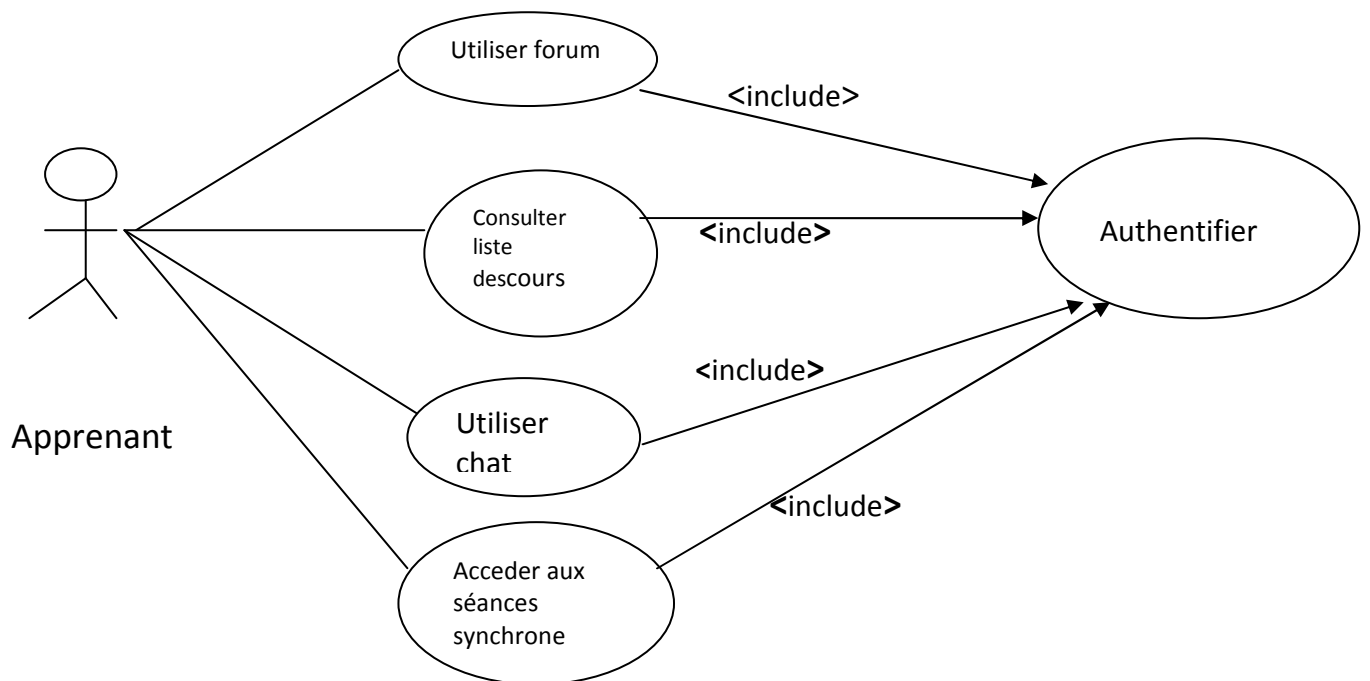 Utiliser forum
<include>
Consulter
liste
descours
<include>
Authentifier
<include>
Utiliser
chat
Apprenant
<include>
Acceder aux
séances
synchrone